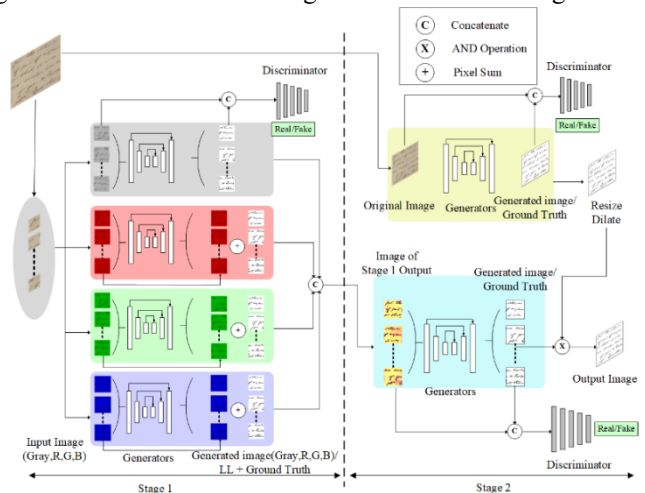 C Concatenate
X AND Operation
+ Pixel Sum
Discriminator
C
Real/Fake
Discriminator
C
Real/Fake
Original Image
Generators
Generated image/
Ground Truth
Resize
Dilate
+
+
+
C
Image of
Stage 1 Output
Generated image/
Ground Truth
Generators
X
Output Image
C
Real/Fake
Discriminator
Input Image
(Gray,R,G,B)
Generators
Generated image(Gray,R,G,B)/
LL + Ground Truth
Stage 1
Stage 2